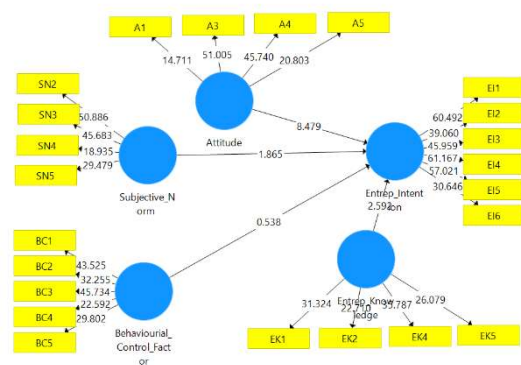 A1
A3
A4
A5
14.711
51.005
45.740
20.803
Attitude
8.479
SN2
SN3
SN4
SN5
50.886
45.683
18.935
29.479
Subjective_N
orm
1.865
EI1
EI2
EI3
EI4
EI5
EI6
60.492
39.060
45.959
61.167
57.021
30.646
Entrep_Intent
ion
2.592
0.538
BC1
BC2
BC3
BC4
BC5
43.525
32.255
45.734
22.592
29.802
Behaviourial_
Control_Fact
or
Entrep_Know
ledge
31.324
26.079
EK1
EK2
EK4
EK5